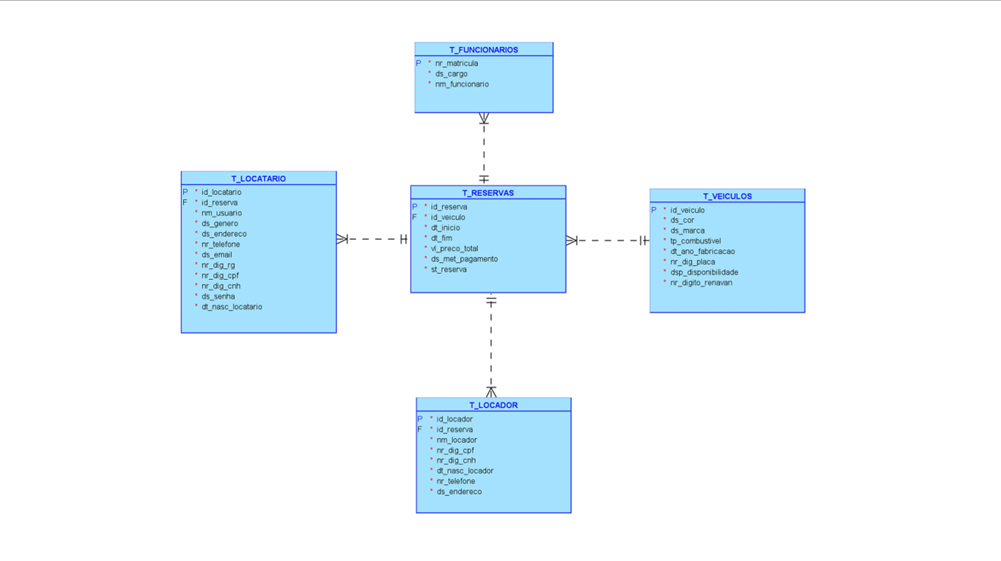 T_FUNCIONARIOS
P * nr_matricula
* ds_cargo
* nm_funcionario
T_LOCATARIO
P * id_locatario
F * id_reserva
* nm_usuario
* ds_genero
* ds_endereco
* nr_telefone
* ds_email
* nr_dig_rg
* nr_dig_cpf
* nr_dig_cnh
* ds_senha
* dt_nasc_locatario
T_RESERVAS
P * id_reserva
F * id_veiculo
* dt_inicio
* dt_fim
* vl_preco_total
* ds_met_pagamento
* st_reserva
T_VEICULOS
P * id_veiculo
* ds_cor
* ds_marca
* tp_combustivel
* dt_ano_fabricacao
* nr_dig_placa
* dsp_disponibilidade
* nr_digito_renavan
T_LOCADOR
P * id_locador
F * id_reserva
* nm_locador
* nr_dig_cpf
* nr_dig_cnh
* dt_nasc_locador
* nr_telefone
* ds_endereco